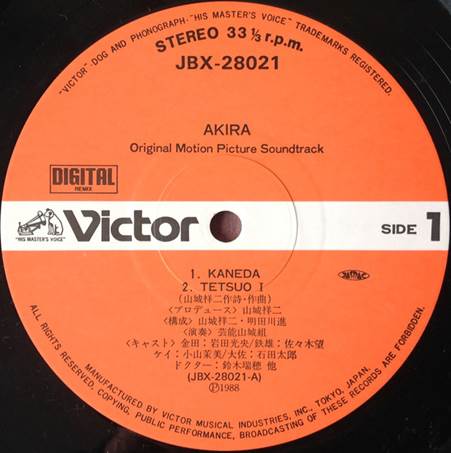 "VICTOR"-DOG AND PHONOGRAPH-"HIS MASTER'S VOICE" TRADEMARKS REGISTERED.
STEREO 33 1/3 r.p.m.
JBX-28021
AKIRA
Original Motion Picture Soundtrack
DIGITAL
REMIX
"HIS MASTER'S VOICE"
Victor
SIDE 1
1. KANEDA
2. TETSUO Ⅰ
JASRAC
(山城祥二作詩・作曲)
〈プロデュース〉山城祥二
〈構成〉山城祥二・明田川進
〈演奏〉芸能山城組
〈キャスト〉金田:岩田光央/鉄雄:佐々木望
ケイ:小山茉美/大佐:石田太郎
ドクター:鈴木瑞穂 他
(JBX-28021-A)
Ⓟ1988
MANUFACTURED BY VICTOR MUSICAL INDUSTRIES, INC., TOKYO, JAPAN.
ALL RIGHTS RESERVED, COPYING, PUBLIC PERFORMANCE, BROADCASTING OF THESE RECORDS ARE FORBIDDEN.